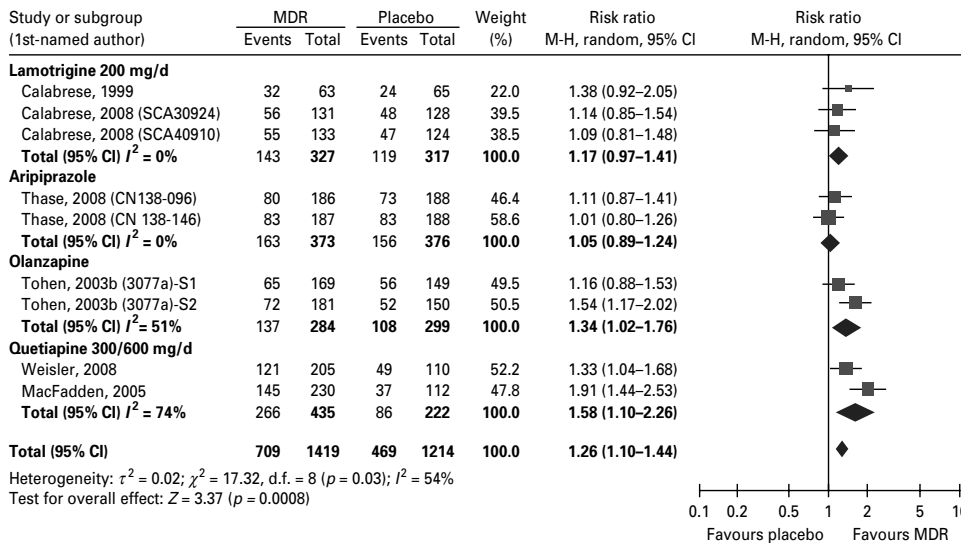 Study or subgroup MDR Placebo Weight Risk ratio Risk ratio
(1st-named author) Events Total Events Total (%) M-H, random, 95% CI M-H, random, 95% CI
Lamotrigine 200 mg/d
Calabrese, 1999 32 63 24 65 22.0 1.38 (0.92–2.05)
Calabrese, 2008 (SCA30924) 56 131 48 128 39.5 1.14 (0.85–1.54)
Calabrese, 2008 (SCA40910) 55 133 47 124 38.5 1.09 (0.81–1.48)
Total (95% CI) I² = 0% 143 327 119 317 100.0 1.17 (0.97–1.41)
Aripiprazole
Thase, 2008 (CN138-096) 80 186 73 188 46.4 1.11 (0.87–1.41)
Thase, 2008 (CN 138-146) 83 187 83 188 58.6 1.01 (0.80–1.26)
Total (95% CI) I² = 0% 163 373 156 376 100.0 1.05 (0.89–1.24)
Olanzapine
Tohen, 2003b (3077a)-S1 65 169 56 149 49.5 1.16 (0.88–1.53)
Tohen, 2003b (3077a)-S2 72 181 52 150 50.5 1.54 (1.17–2.02)
Total (95% CI) I² = 51% 137 284 108 299 100.0 1.34 (1.02–1.76)
Quetiapine 300/600 mg/d
Weisler, 2008 121 205 49 110 52.2 1.33 (1.04–1.68)
MacFadden, 2005 145 230 37 112 47.8 1.91 (1.44–2.53)
Total (95% CI) I² = 74% 266 435 86 222 100.0 1.58 (1.10–2.26)
Total (95% CI) 709 1419 469 1214 100.0 1.26 (1.10–1.44)
Heterogeneity: τ² = 0.02; χ² = 17.32, d.f. = 8 (p = 0.03); I² = 54%
Test for overall effect: Z = 3.37 (p = 0.0008)
0.1 0.2 0.5 1 2 5 10
Favours placebo Favours MDR